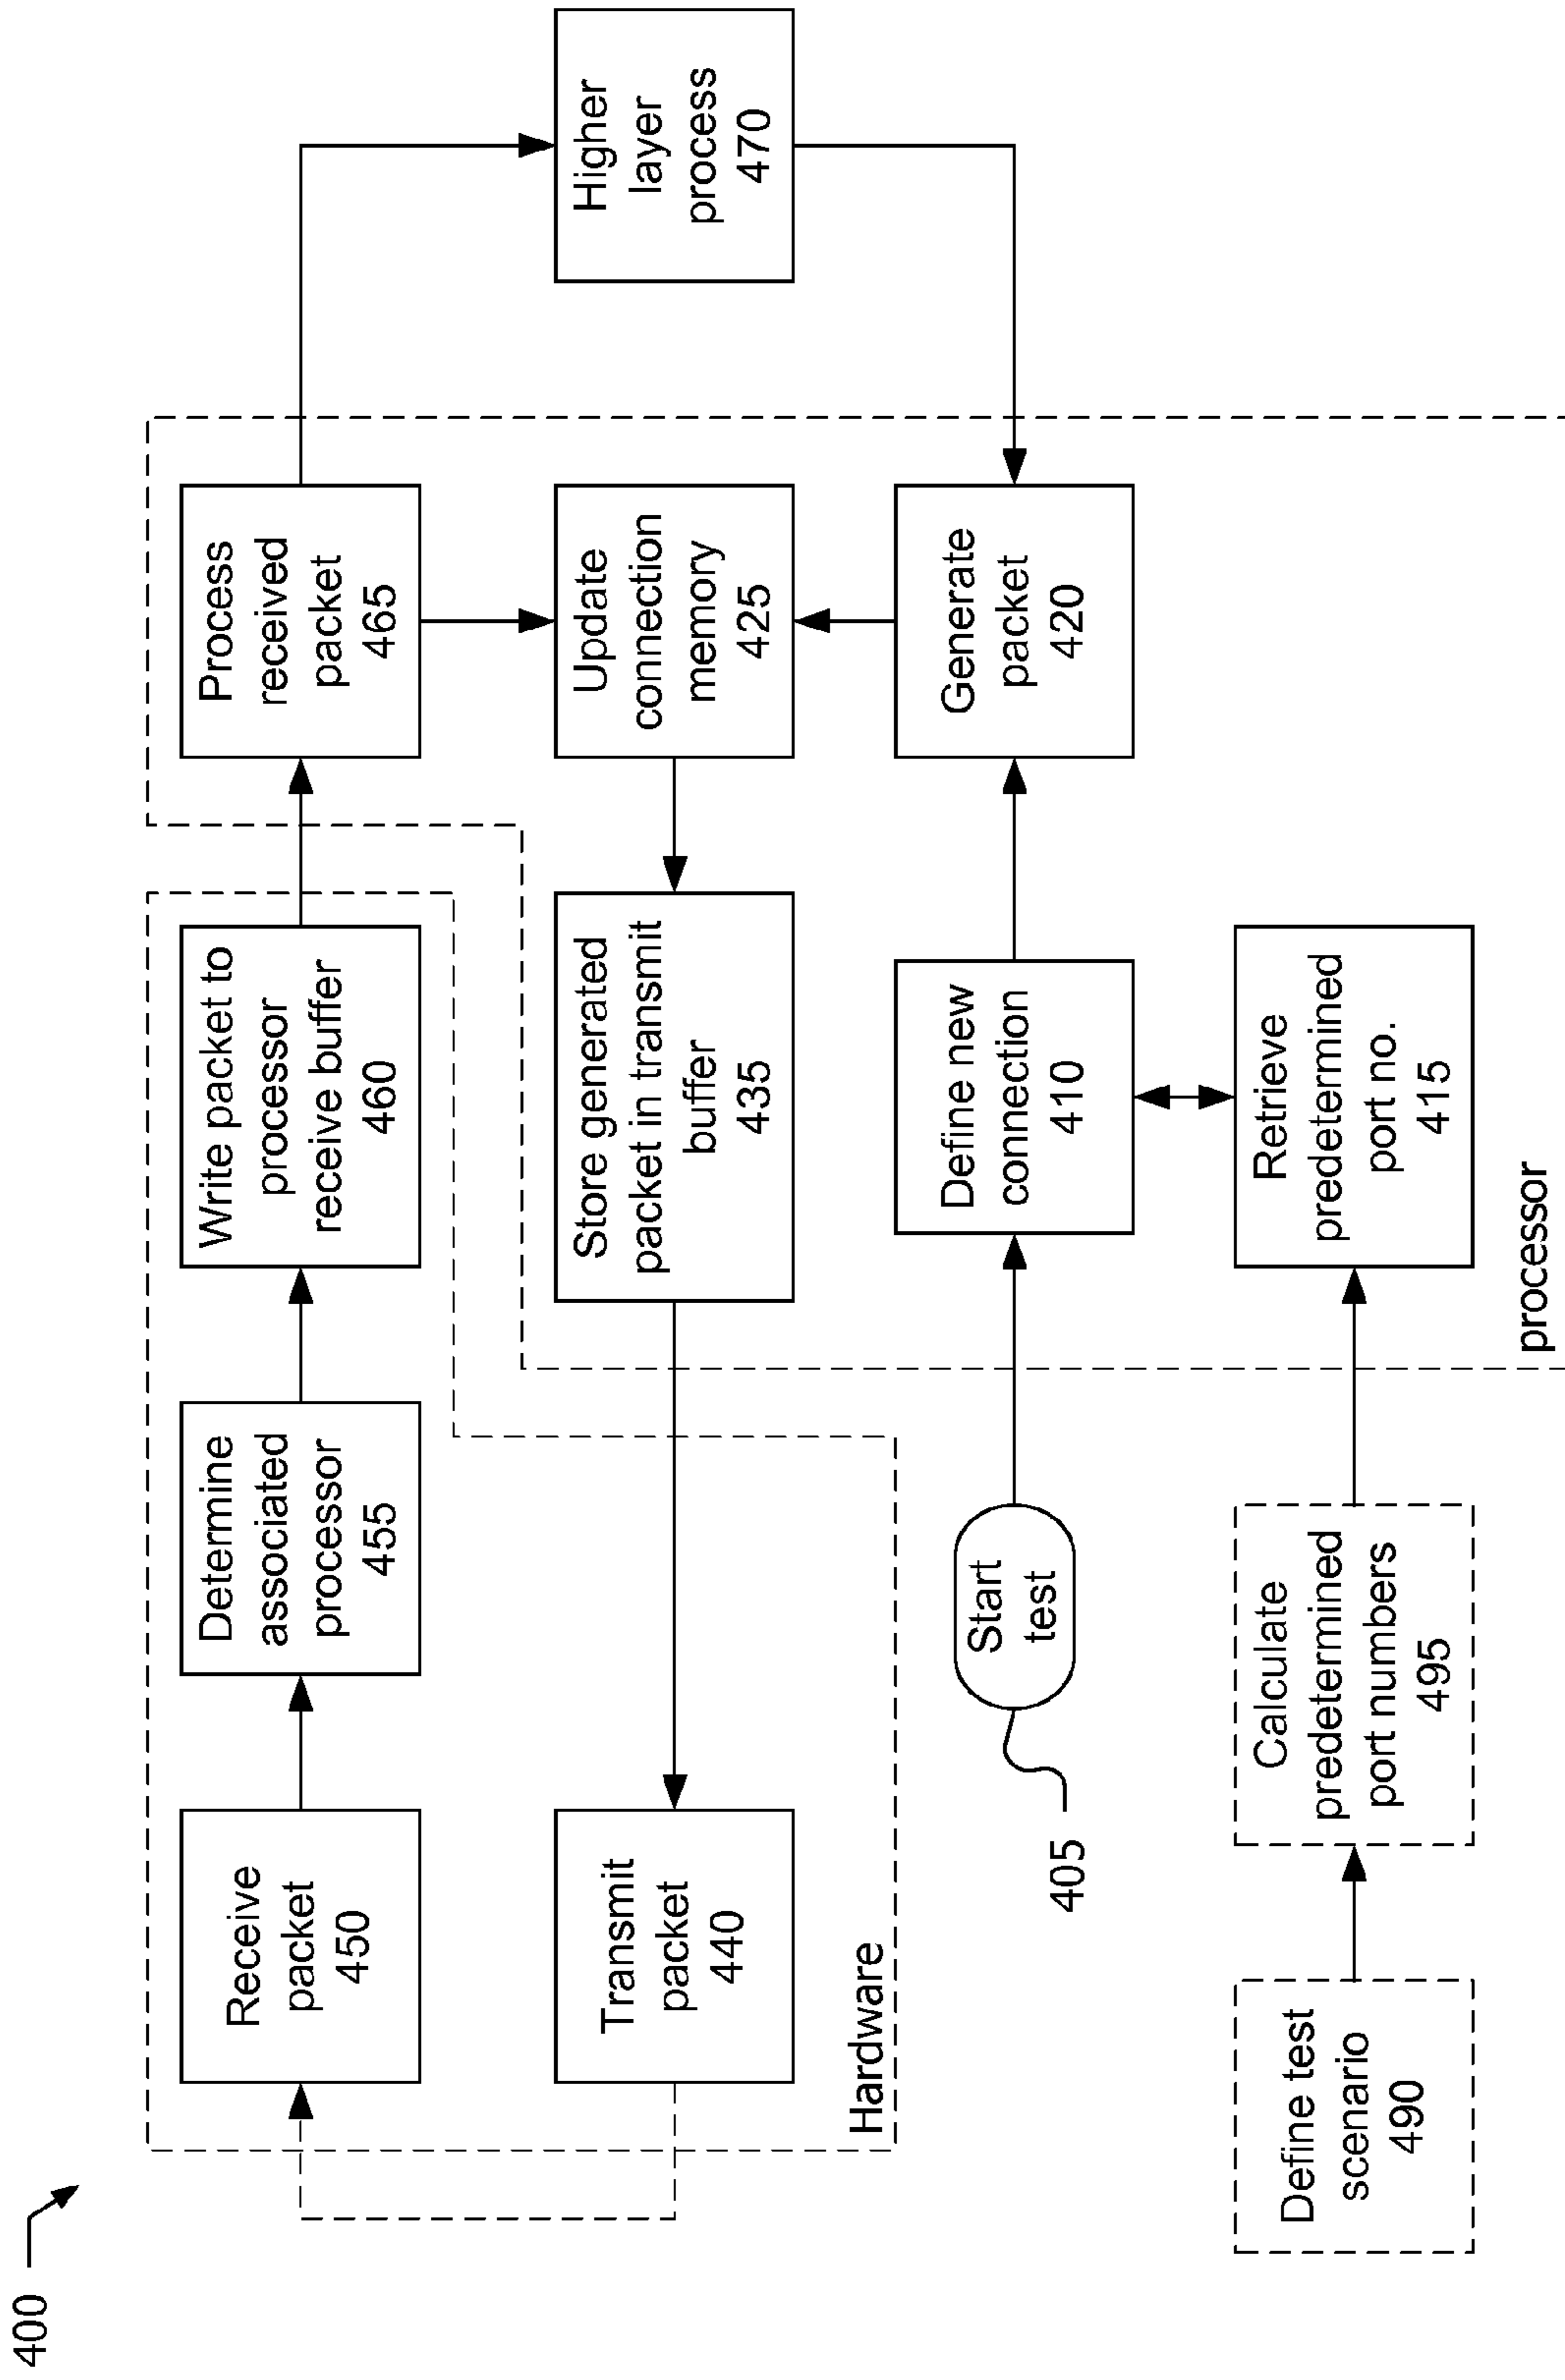 400
Receive
packet
450
Determine
associated
processor
455
Write packet to
processor
receive buffer
460
Process
received
packet
465
Transmit
packet
440
Store generated
packet in transmit
buffer
435
Update
connection
memory
425
Higher
layer
process
470
Hardware
405
Start
test
Define new
connection
410
Generate
packet
420
Define test
scenario
490
Calculate
predetermined
port numbers
495
Retrieve
predetermined
port no.
415
processor